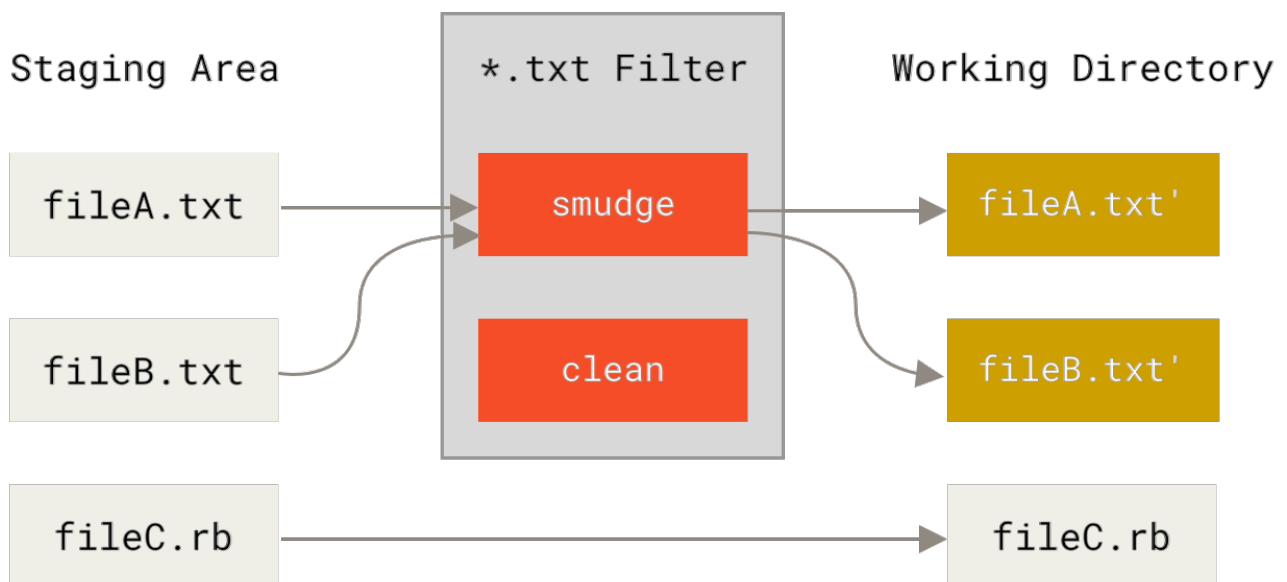 Staging Area
*.txt Filter
Working Directory
fileA.txt
smudge
fileA.txt'
fileB.txt
clean
fileB.txt'
fileC.rb
fileC.rb